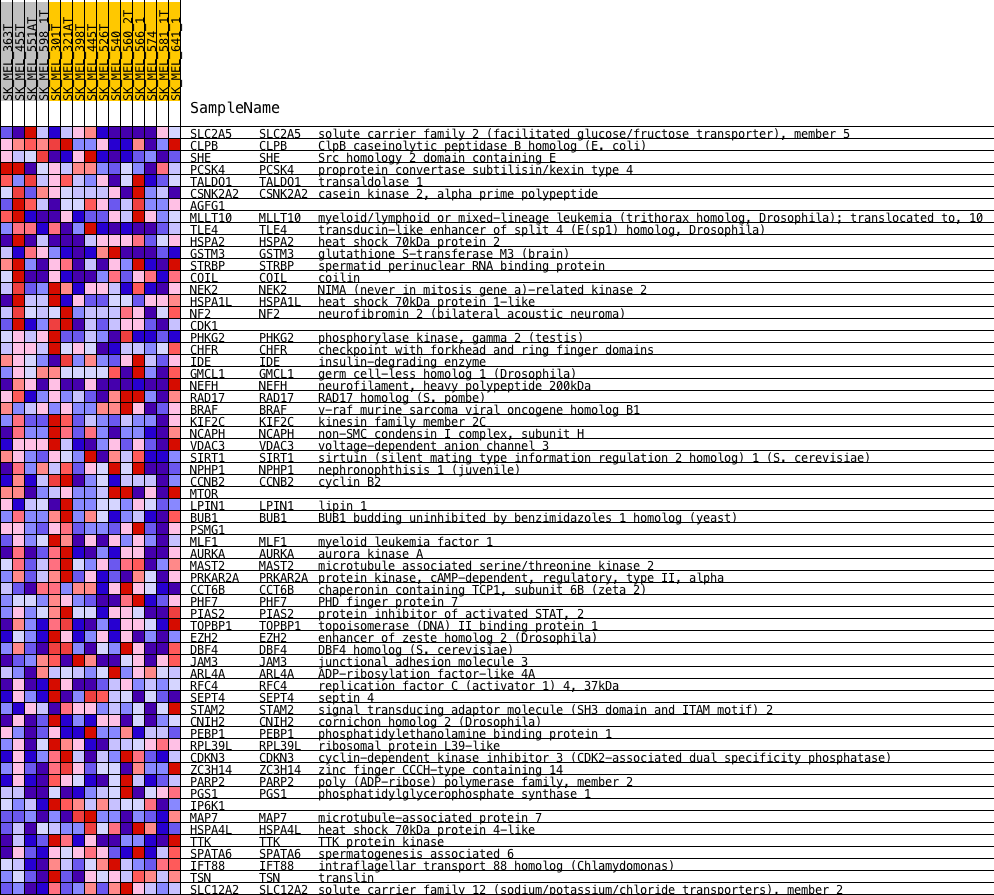 SK_MEL_363T
SK_MEL_455T
SK_MEL_551AT
SK_MEL_598_1T
SK_MEL_301T
SK_MEL_321AT
SK_MEL_398T
SK_MEL_445T
SK_MEL_526T
SK_MEL_540
SK_MEL_560_2T
SK_MEL_566_1
SK_MEL_574
SK_MEL_581_1T
SK_MEL_641_1
SampleName
SLC2A5 SLC2A5 solute carrier family 2 (facilitated glucose/fructose transporter), member 5
CLPB CLPB ClpB caseinolytic peptidase B homolog (E. coli)
SHE SHE Src homology 2 domain containing E
PCSK4 PCSK4 proprotein convertase subtilisin/kexin type 4
TALDO1 TALDO1 transaldolase 1
CSNK2A2 CSNK2A2 casein kinase 2, alpha prime polypeptide
AGFG1
MLLT10 MLLT10 myeloid/lymphoid or mixed-lineage leukemia (trithorax homolog, Drosophila); translocated to, 10
TLE4 TLE4 transducin-like enhancer of split 4 (E(sp1) homolog, Drosophila)
HSPA2 HSPA2 heat shock 70kDa protein 2
GSTM3 GSTM3 glutathione S-transferase M3 (brain)
STRBP STRBP spermatid perinuclear RNA binding protein
COIL COIL coilin
NEK2 NEK2 NIMA (never in mitosis gene a)-related kinase 2
HSPA1L HSPA1L heat shock 70kDa protein 1-like
NF2 NF2 neurofibromin 2 (bilateral acoustic neuroma)
CDK1
PHKG2 PHKG2 phosphorylase kinase, gamma 2 (testis)
CHFR CHFR checkpoint with forkhead and ring finger domains
IDE IDE insulin-degrading enzyme
GMCL1 GMCL1 germ cell-less homolog 1 (Drosophila)
NEFH NEFH neurofilament, heavy polypeptide 200kDa
RAD17 RAD17 RAD17 homolog (S. pombe)
BRAF BRAF v-raf murine sarcoma viral oncogene homolog B1
KIF2C KIF2C kinesin family member 2C
NCAPH NCAPH non-SMC condensin I complex, subunit H
VDAC3 VDAC3 voltage-dependent anion channel 3
SIRT1 SIRT1 sirtuin (silent mating type information regulation 2 homolog) 1 (S. cerevisiae)
NPHP1 NPHP1 nephronophthisis 1 (juvenile)
CCNB2 CCNB2 cyclin B2
MTOR
LPIN1 LPIN1 lipin 1
BUB1 BUB1 BUB1 budding uninhibited by benzimidazoles 1 homolog (yeast)
PSMG1
MLF1 MLF1 myeloid leukemia factor 1
AURKA AURKA aurora kinase A
MAST2 MAST2 microtubule associated serine/threonine kinase 2
PRKAR2A PRKAR2A protein kinase, cAMP-dependent, regulatory, type II, alpha
CCT6B CCT6B chaperonin containing TCP1, subunit 6B (zeta 2)
PHF7 PHF7 PHD finger protein 7
PIAS2 PIAS2 protein inhibitor of activated STAT, 2
TOPBP1 TOPBP1 topoisomerase (DNA) II binding protein 1
EZH2 EZH2 enhancer of zeste homolog 2 (Drosophila)
DBF4 DBF4 DBF4 homolog (S. cerevisiae)
JAM3 JAM3 junctional adhesion molecule 3
ARL4A ARL4A ADP-ribosylation factor-like 4A
RFC4 RFC4 replication factor C (activator 1) 4, 37kDa
SEPT4 SEPT4 septin 4
STAM2 STAM2 signal transducing adaptor molecule (SH3 domain and ITAM motif) 2
CNIH2 CNIH2 cornichon homolog 2 (Drosophila)
PEBP1 PEBP1 phosphatidylethanolamine binding protein 1
RPL39L RPL39L ribosomal protein L39-like
CDKN3 CDKN3 cyclin-dependent kinase inhibitor 3 (CDK2-associated dual specificity phosphatase)
ZC3H14 ZC3H14 zinc finger CCCH-type containing 14
PARP2 PARP2 poly (ADP-ribose) polymerase family, member 2
PGS1 PGS1 phosphatidylglycerophosphate synthase 1
IP6K1
MAP7 MAP7 microtubule-associated protein 7
HSPA4L HSPA4L heat shock 70kDa protein 4-like
TTK TTK TTK protein kinase
SPATA6 SPATA6 spermatogenesis associated 6
IFT88 IFT88 intraflagellar transport 88 homolog (Chlamydomonas)
TSN TSN translin
SLC12A2 SLC12A2 solute carrier family 12 (sodium/potassium/chloride transporters), member 2